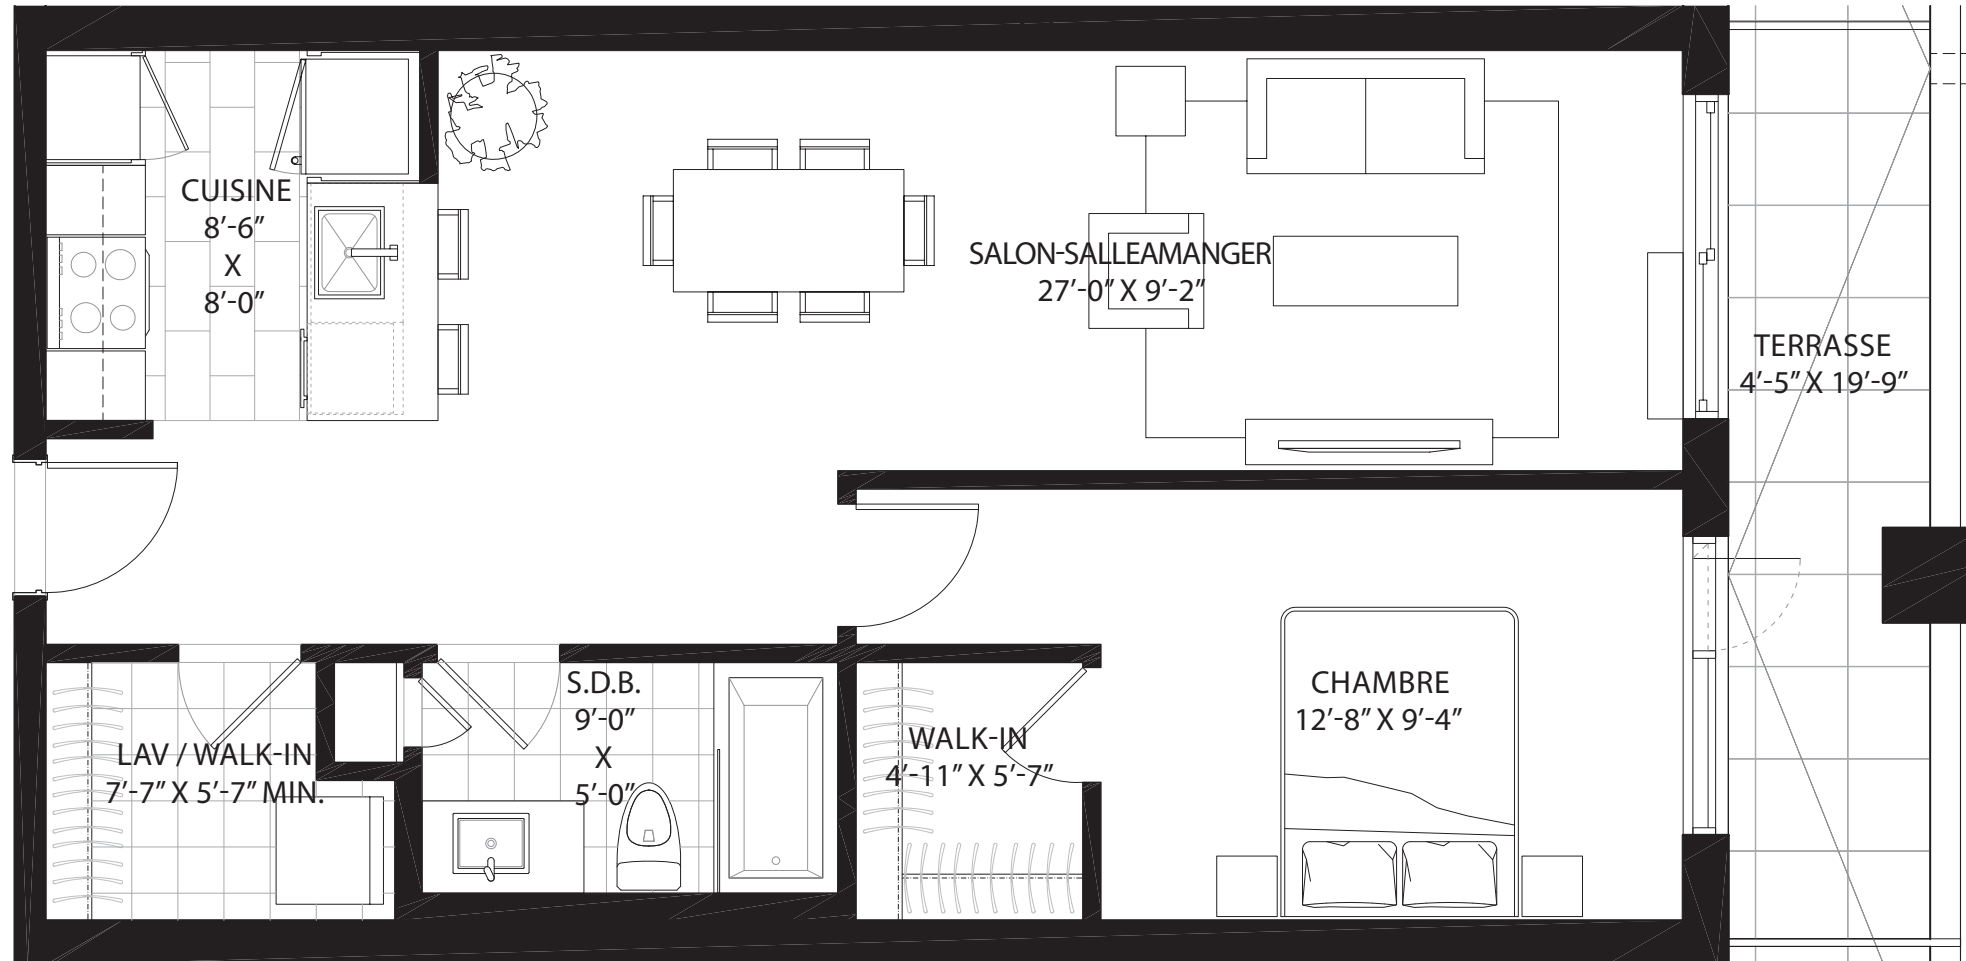 CUISINE
8’-6”
X
8’-0”
SALON-SALLEAMANGER
27’-0” X 9’-2”
TERRASSE
4’-5” X 19’-9”
S.D.B.
9’-0”
X
5’-0”
LAV / WALK-IN
7’-7” X 5’-7” MIN.
WALK-IN
4’-11” X 5’-7”
CHAMBRE
12’-8” X 9’-4”